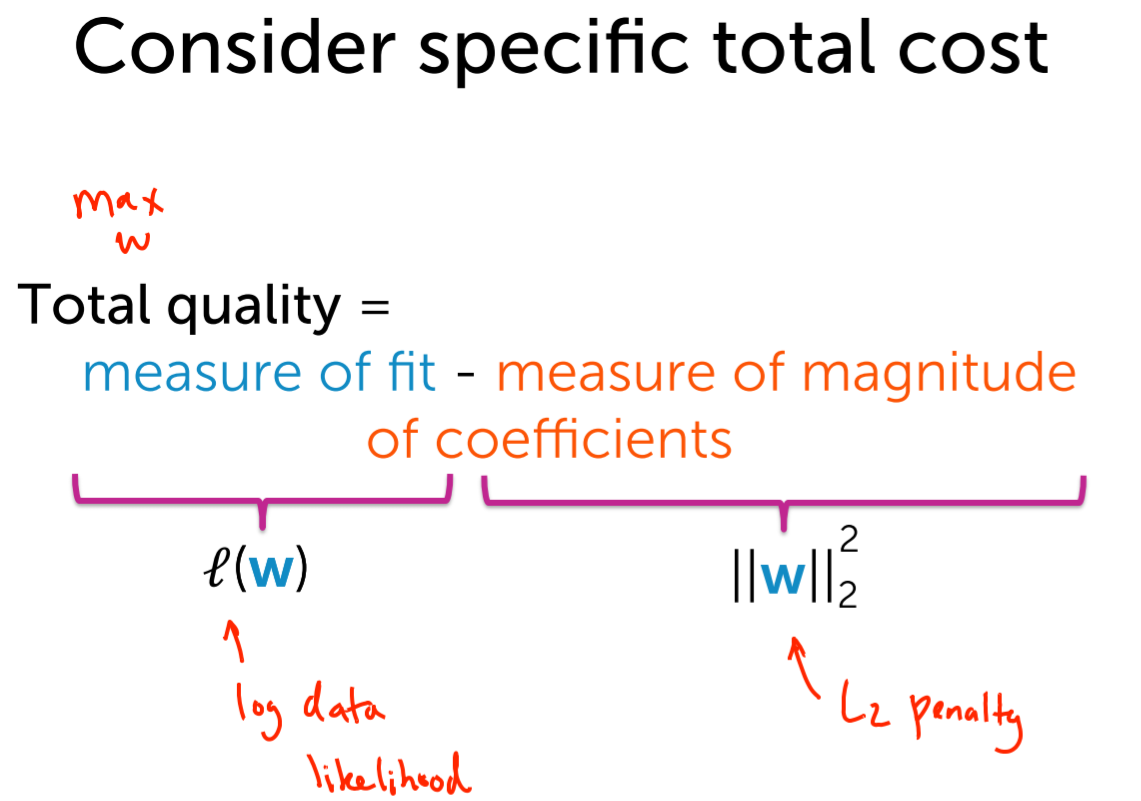 Consider specific total cost
max
w
Total quality =
measure of fit - measure of magnitude
of coefficients
ℓ(w) ||w||₂²
log data
likelihood
L₂ penalty